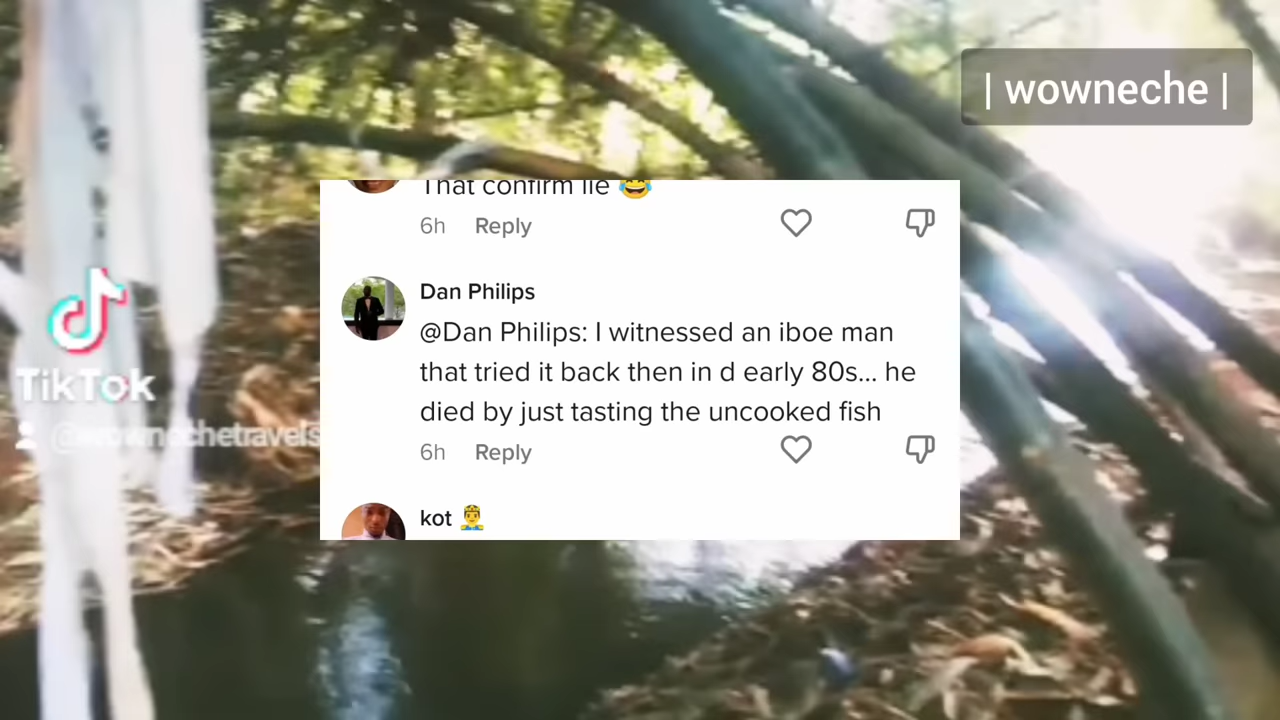 | wowneche |
That confirm lie 😂
6h Reply
Dan Philips
@Dan Philips: I witnessed an iboe man
that tried it back then in d early 80s... he
died by just tasting the uncooked fish
6h Reply
kot 🤴
TikTok
@wownechetravels